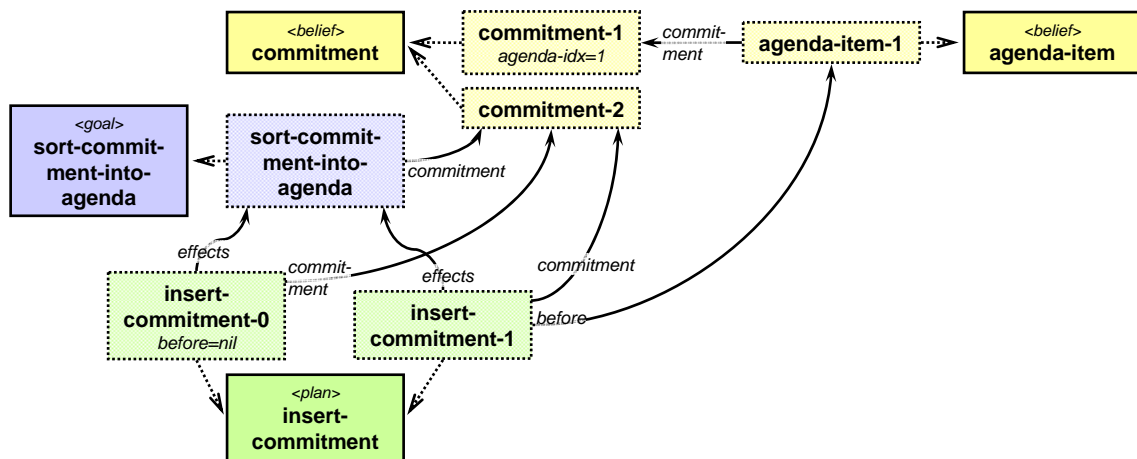 <belief>
commitment
commitment-1
agenda-idx=1
commit-
ment
agenda-item-1
<belief>
agenda-item
commitment-2
<goal>
sort-commit-
ment-into-
agenda
sort-commit-
ment-into-
agenda
commitment
effects
commit-
ment
effects
commitment
before
insert-
commitment-0
before=nil
insert-
commitment-1
<plan>
insert-
commitment